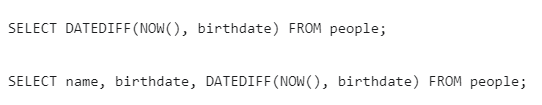 SELECT DATEDIFF(NOW(), birthdate) FROM people;
SELECT name, birthdate, DATEDIFF(NOW(), birthdate) FROM people;